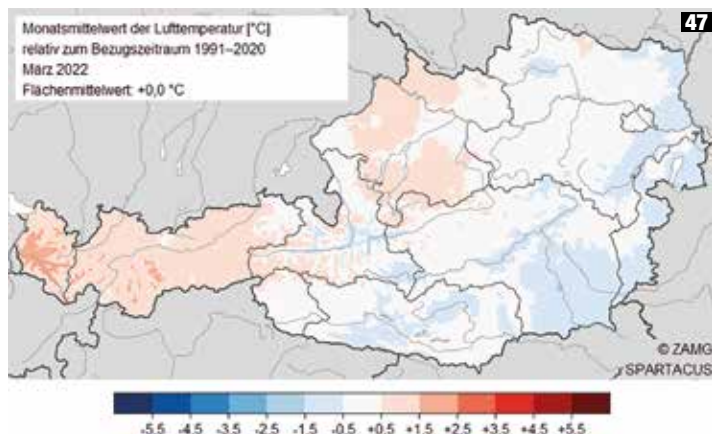 47
Monatsmittelwert der Lufttemperatur [°C]
relativ zum Bezugszeitraum 1991–2020
März 2022
Flächenmittelwert: +0,0 °C
© ZAMG
SPARTACUS
-5.5 -4.5 -3.5 -2.5 -1.5 -0.5 +0.5 +1.5 +2.5 +3.5 +4.5 +5.5